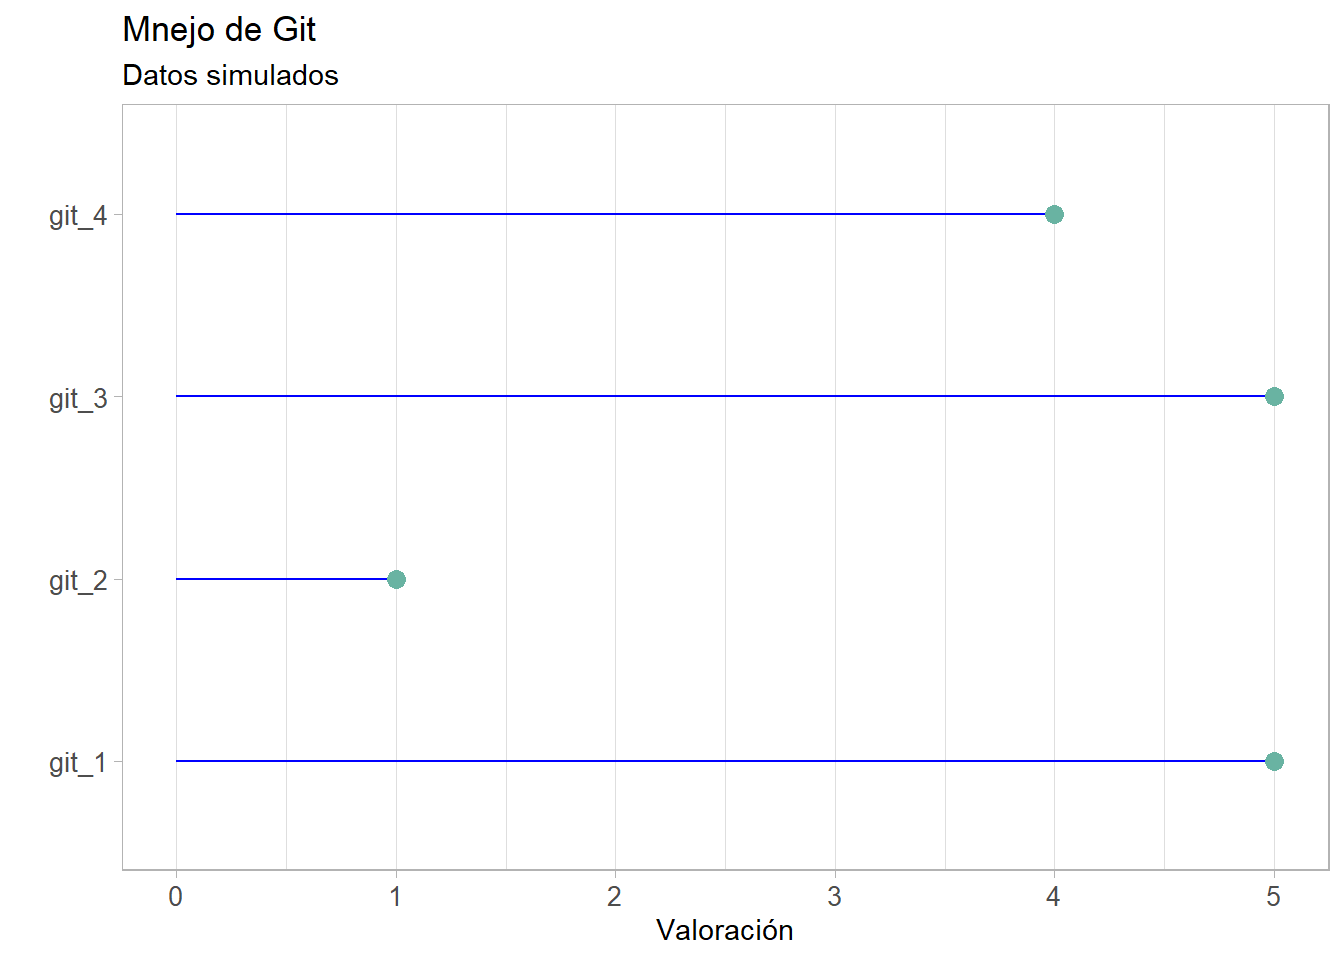 Mnejo de Git
Datos simulados
git_4
git_3
git_2
git_1
0 1 2 3 4 5
Valoración